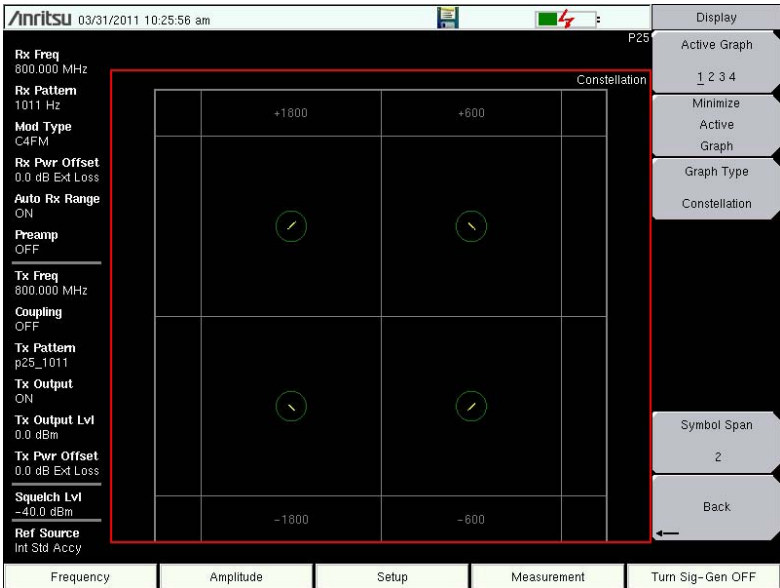 Anritsu 03/31/2011 10:25:56 am
Display
P25
Rx Freq
800.000 MHz
Rx Pattern
1011 Hz
Mod Type
C4FM
Rx Pwr Offset
0.0 dB Ext Loss
Auto Rx Range
ON
Preamp
OFF
Tx Freq
800.000 MHz
Coupling
OFF
Tx Pattern
p25_1011
Tx Output
ON
Tx Output Lvl
0.0 dBm
Tx Pwr Offset
0.0 dB Ext Loss
Squelch Lvl
-40.0 dBm
Ref Source
Int Std Accy
Constellation
+1800
+600
-1800
-600
Active Graph
1 2 3 4
Minimize
Active
Graph
Graph Type
Constellation
Symbol Span
2
Back
Frequency
Amplitude
Setup
Measurement
Turn Sig-Gen OFF